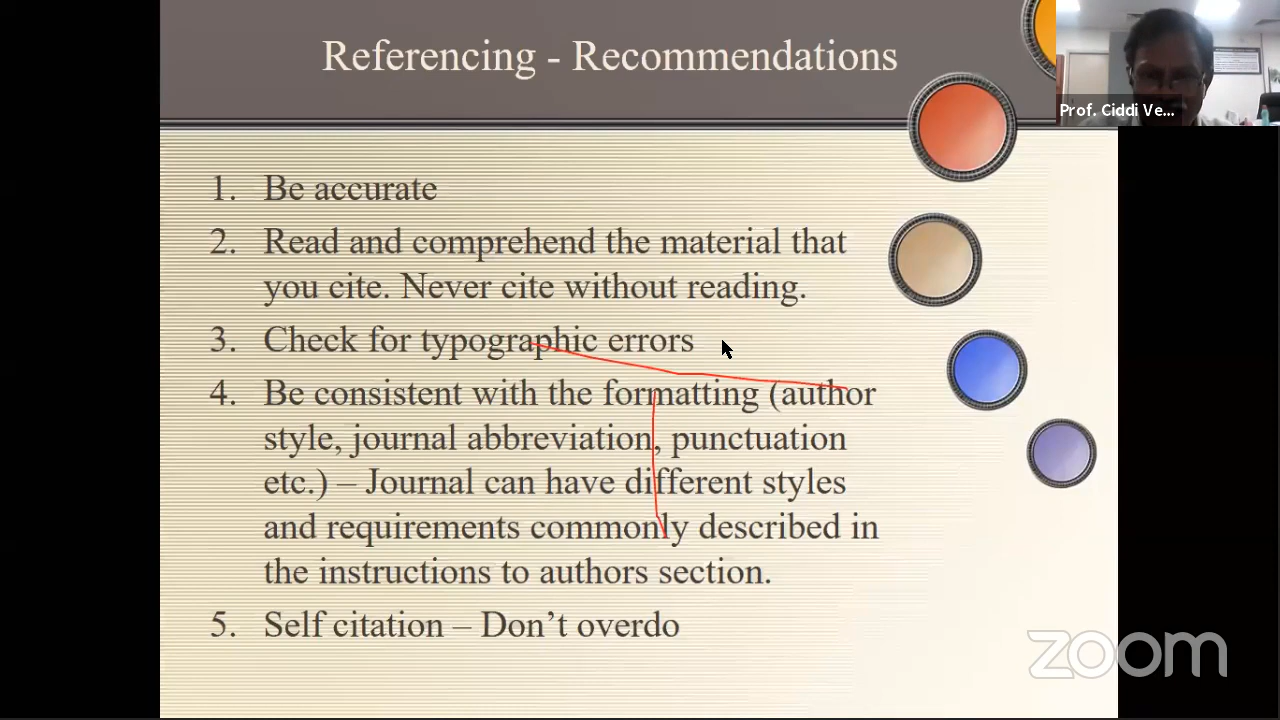 Referencing - Recommendations
Prof. Ciddi Ve...
1. Be accurate
2. Read and comprehend the material that
you cite. Never cite without reading.
3. Check for typographic errors
4. Be consistent with the formatting (author
style, journal abbreviation, punctuation
etc.) – Journal can have different styles
and requirements commonly described in
the instructions to authors section.
5. Self citation – Don’t overdo
zoom